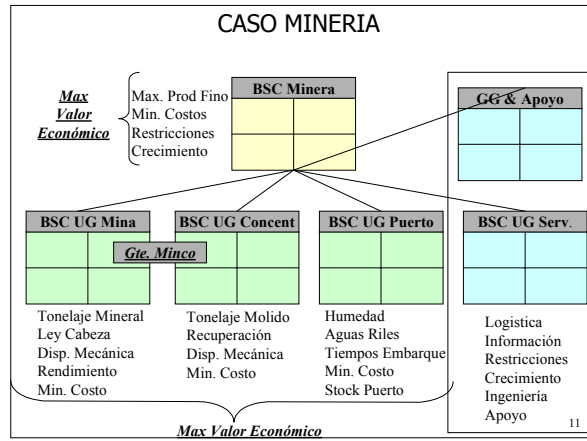 CASO MINERIA
Max
Valor
Económico
Max. Prod Fino
Min. Costos
Restricciones
Crecimiento
BSC Minera
GG & Apoyo
BSC UG Mina
BSC UG Concent
BSC UG Puerto
BSC UG Serv.
Gte. Minco
Tonelaje Mineral
Ley Cabeza
Disp. Mecánica
Rendimiento
Min. Costo
Tonelaje Molido
Recuperación
Disp. Mecánica
Min. Costo
Humedad
Aguas Riles
Tiempos Embarque
Min. Costo
Stock Puerto
Logistica
Información
Restricciones
Crecimiento
Ingeniería
Apoyo
Max Valor Económico
11